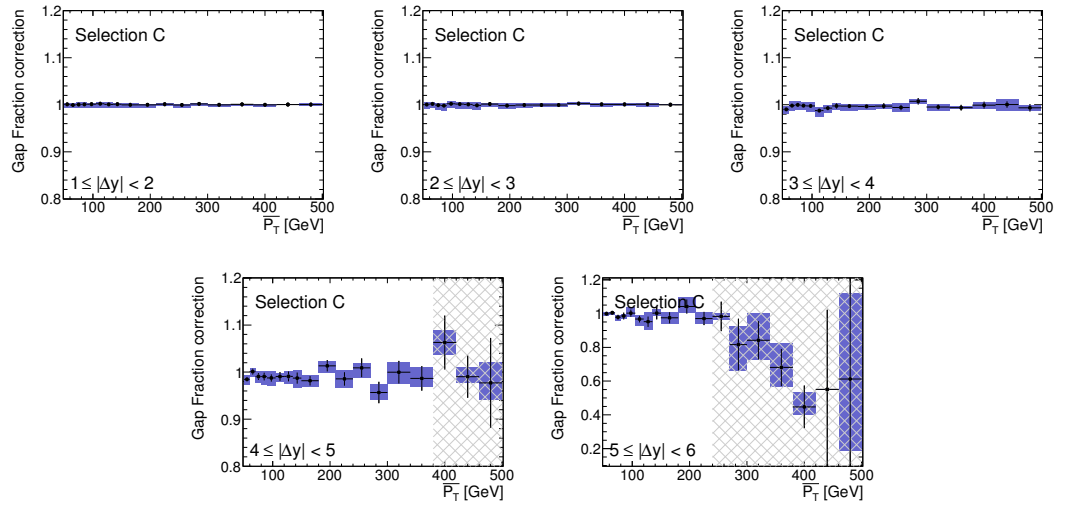 Gap Fraction correction
1.2
1.1
1
0.9
0.8
Selection C
1 ≤ |Δy| < 2
100 200 300 400 500
P̅_T [GeV]
Gap Fraction correction
1.2
1.1
1
0.9
0.8
Selection C
2 ≤ |Δy| < 3
100 200 300 400 500
P̅_T [GeV]
Gap Fraction correction
1.2
1.1
1
0.9
0.8
Selection C
3 ≤ |Δy| < 4
100 200 300 400 500
P̅_T [GeV]
Gap Fraction correction
1.2
1.1
1
0.9
0.8
Selection C
4 ≤ |Δy| < 5
100 200 300 400 500
P̅_T [GeV]
Gap Fraction correction
1.2
1
0.8
0.6
0.4
0.2
Selection C
5 ≤ |Δy| < 6
100 200 300 400 500
P̅_T [GeV]